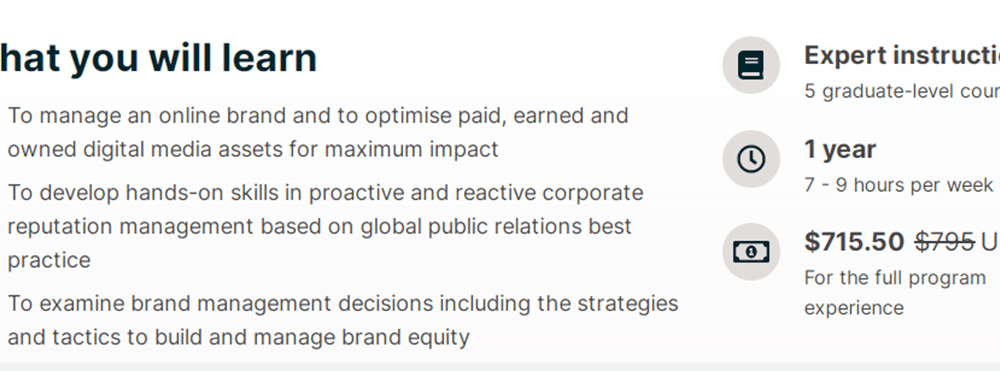 hat you will learn
To manage an online brand and to optimise paid, earned and
owned digital media assets for maximum impact
To develop hands-on skills in proactive and reactive corporate
reputation management based on global public relations best
practice
To examine brand management decisions including the strategies
and tactics to build and manage brand equity
Expert instructi
5 graduate-level cour
1 year
7 - 9 hours per week
$715.50 $795 U
For the full program
experience